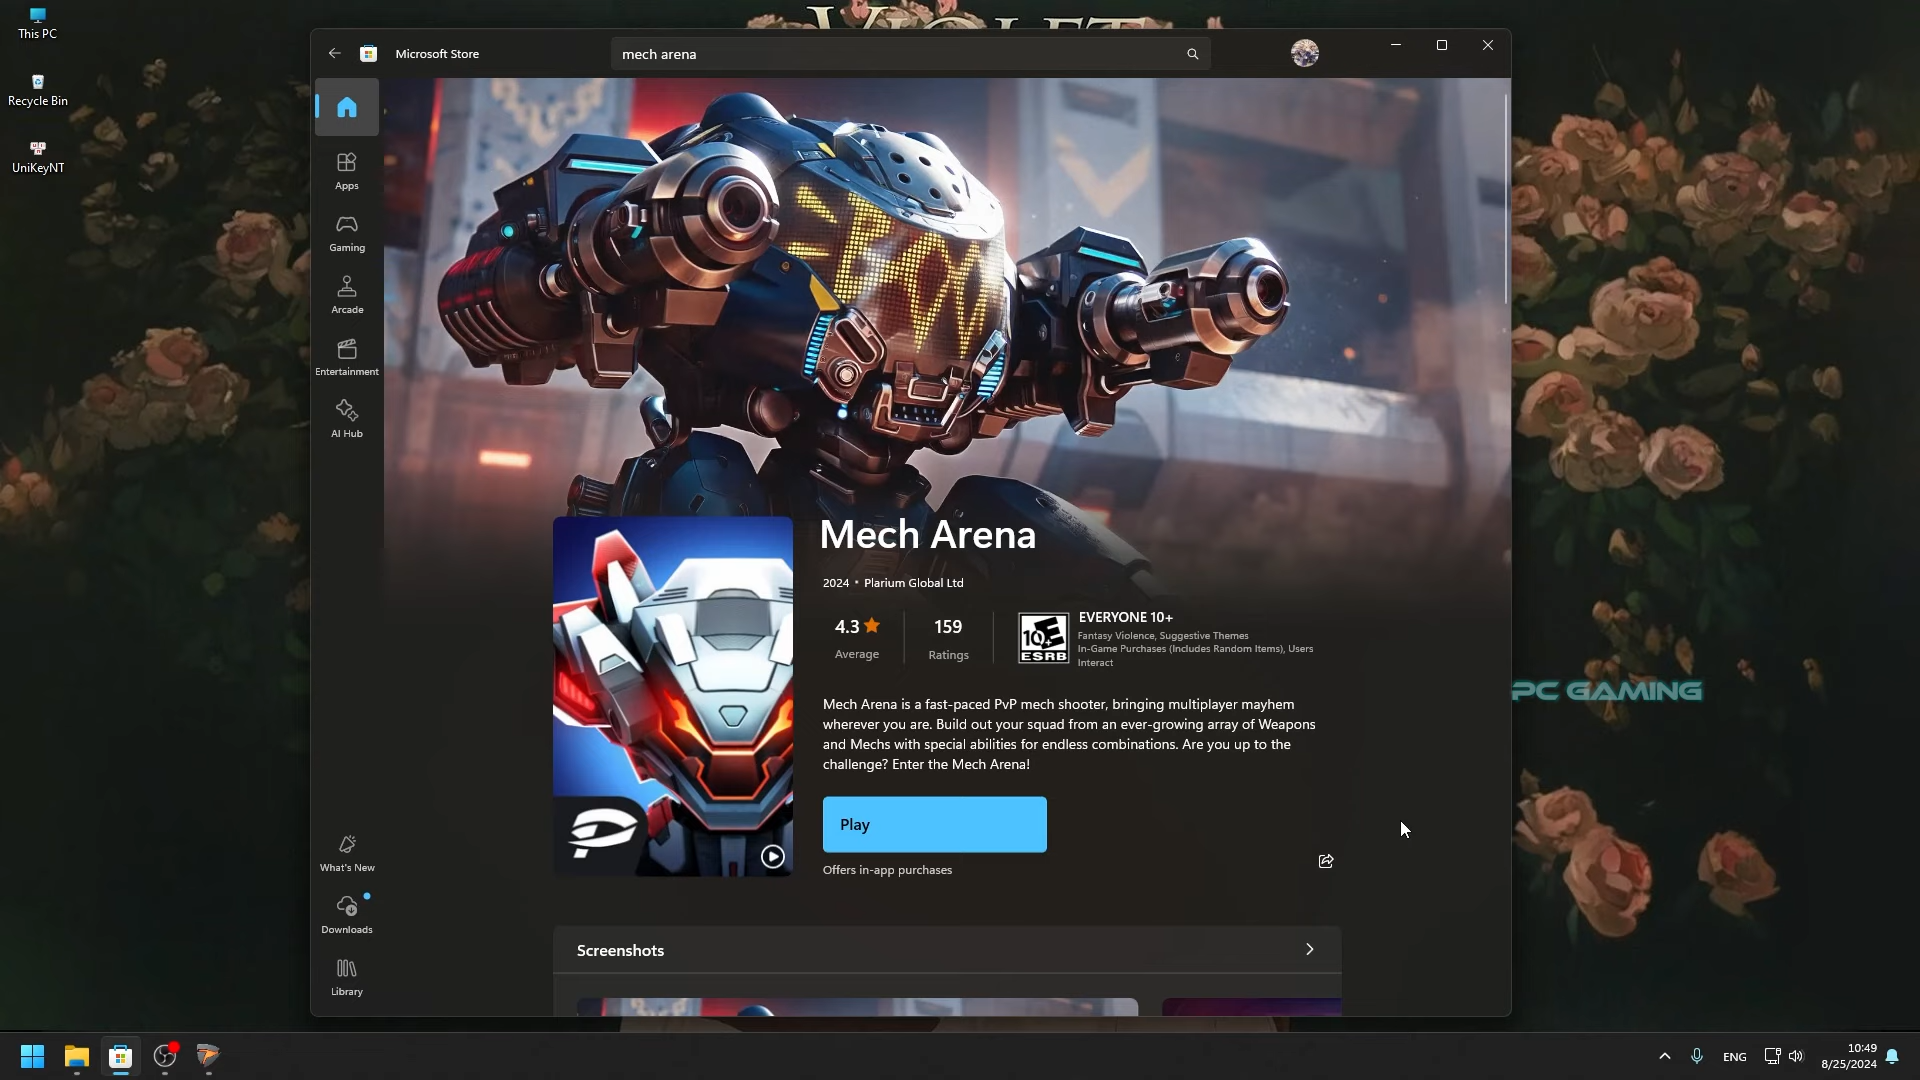 This PC
Recycle Bin
UniKeyNT
VIOLET
Microsoft Store
mech arena
Apps
Gaming
Arcade
Entertainment
AI Hub
What's New
Downloads
Library
POW
Mech Arena
2024 • Plarium Global Ltd
4.3
Average
159
Ratings
10+
ESRB
EVERYONE 10+
Fantasy Violence, Suggestive Themes
In-Game Purchases (Includes Random Items), Users
Interact
Mech Arena is a fast-paced PvP mech shooter, bringing multiplayer mayhem
wherever you are. Build out your squad from an ever-growing array of Weapons
and Mechs with special abilities for endless combinations. Are you up to the
challenge? Enter the Mech Arena!
Play
Offers in-app purchases
Screenshots
PC GAMING
ENG
10:49
8/25/2024